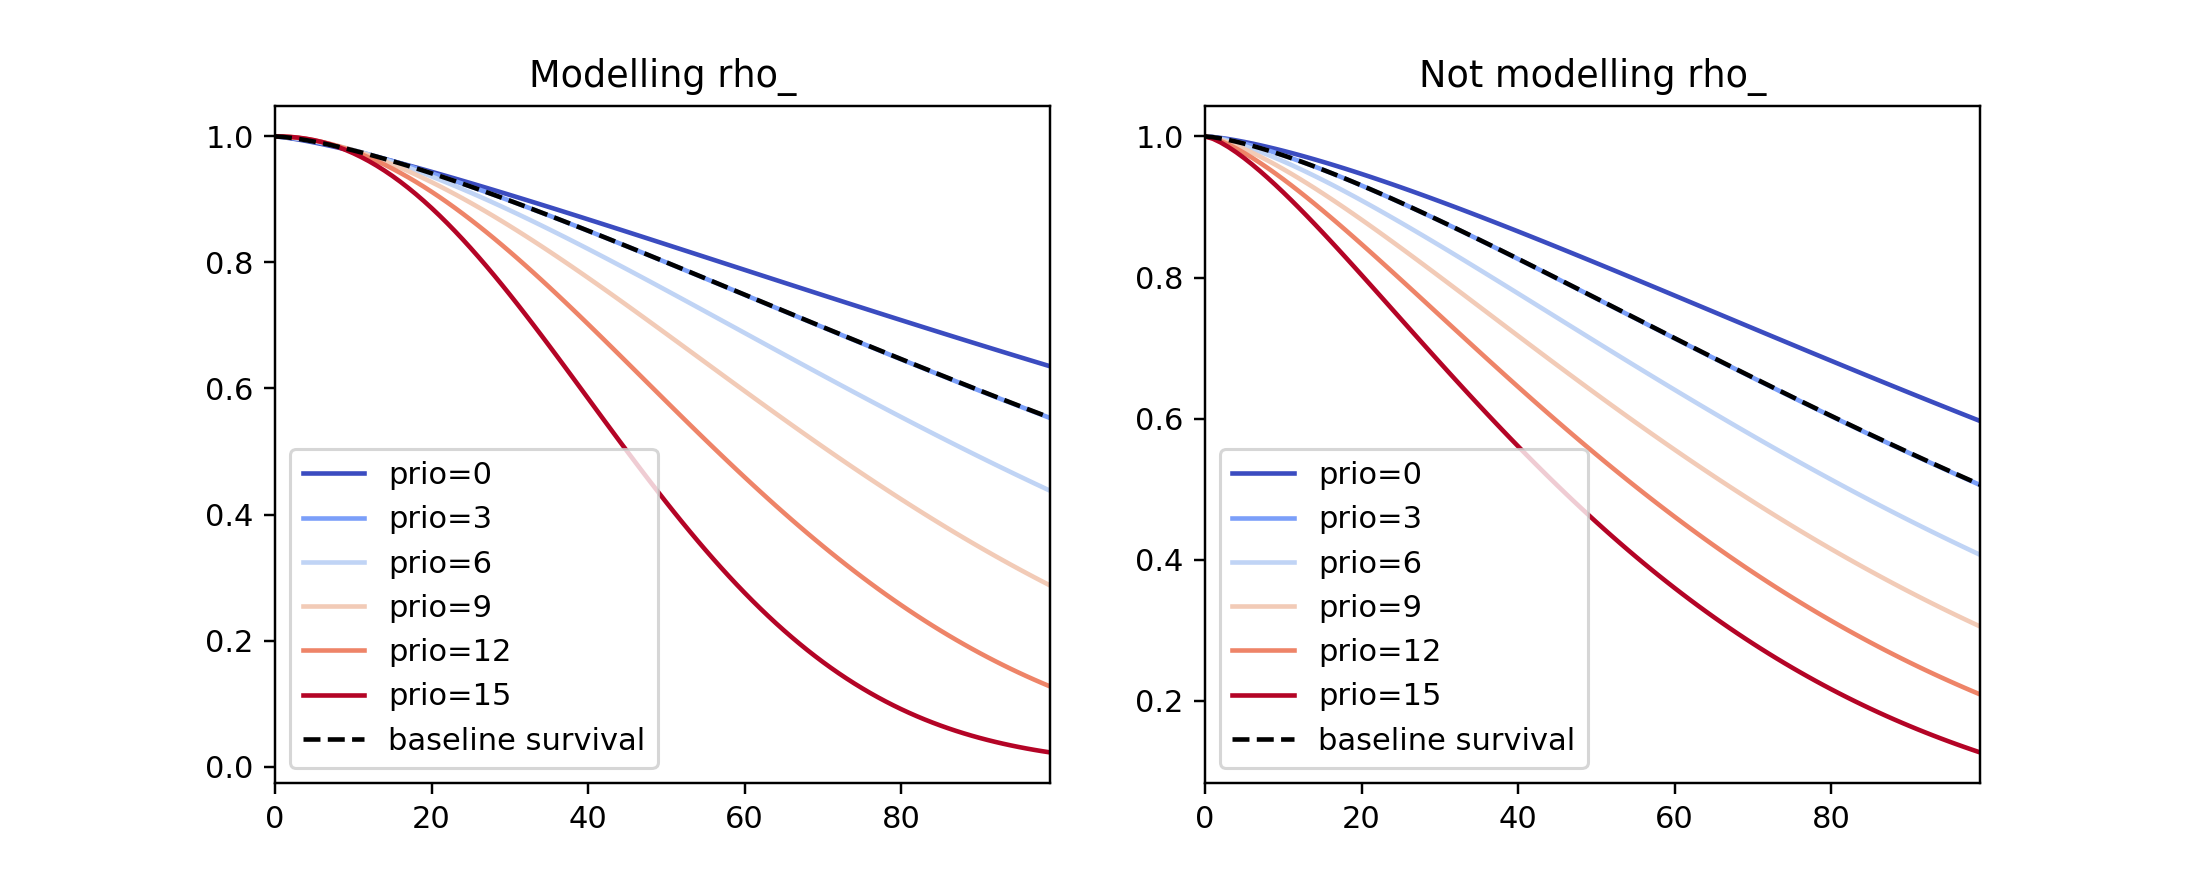 Modelling rho_
1.0
0.8
0.6
0.4
0.2
0.0
prio=0
prio=3
prio=6
prio=9
prio=12
prio=15
baseline survival
0 20 40 60 80
Not modelling rho_
1.0
0.8
0.6
0.4
0.2
prio=0
prio=3
prio=6
prio=9
prio=12
prio=15
baseline survival
0 20 40 60 80